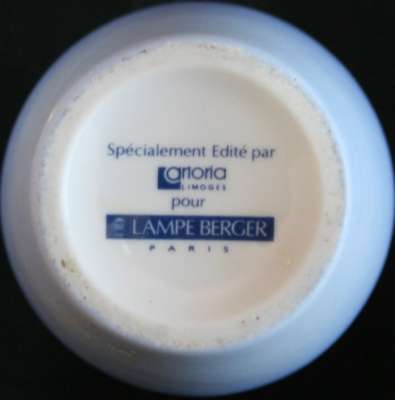 Spécialement Edité par
artoria
LIMOGES
pour
LAMPE BERGER
PARIS